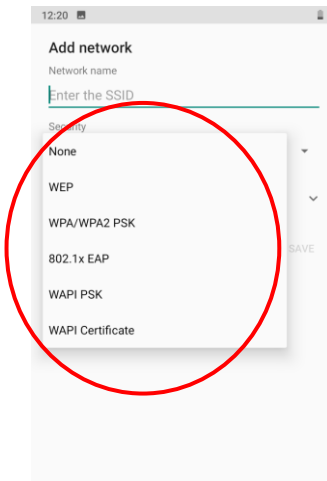 12:20
Add network
Network name
Enter the SSID
Security
None
WEP
WPA/WPA2 PSK
SAVE
802.1x EAP
WAPI PSK
WAPI Certificate